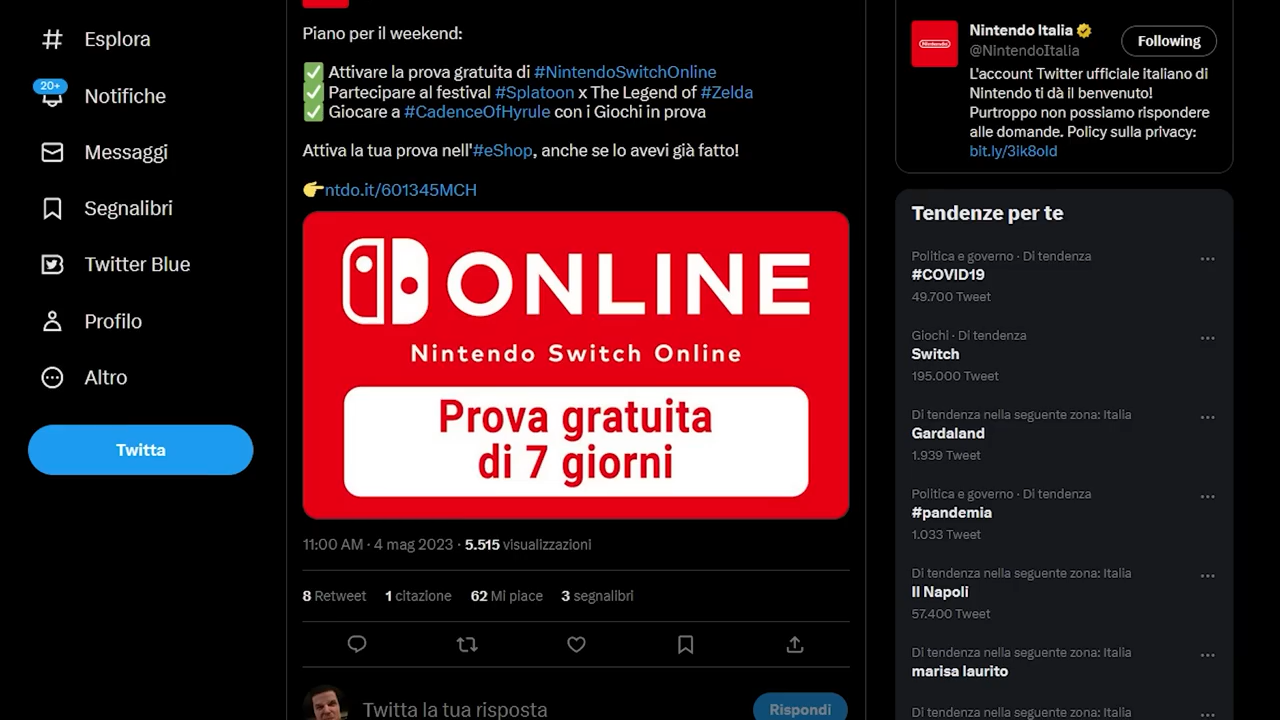 Esplora
20+
Notifiche
Messaggi
Segnalibri
Twitter Blue
Profilo
Altro
Twitta
Piano per il weekend:
✅ Attivare la prova gratuita di #NintendoSwitchOnline
✅ Partecipare al festival #Splatoon x The Legend of #Zelda
✅ Giocare a #CadenceOfHyrule con i Giochi in prova
Attiva la tua prova nell'#eShop, anche se lo avevi già fatto!
👉ntdo.it/601345MCH
ONLINE
Nintendo Switch Online
Prova gratuita
di 7 giorni
11:00 AM · 4 mag 2023 · 5.515 visualizzazioni
8 Retweet 1 citazione 62 Mi piace 3 segnalibri
Twitta la tua risposta
Rispondi
Nintendo
Nintendo Italia
@NintendoItalia
Following
L'account Twitter ufficiale italiano di
Nintendo ti dà il benvenuto!
Purtroppo non possiamo rispondere
alle domande. Policy sulla privacy:
bit.ly/3lk8old
Tendenze per te
Politica e governo · Di tendenza
#COVID19
49.700 Tweet
Giochi · Di tendenza
Switch
195.000 Tweet
Di tendenza nella seguente zona: Italia
Gardaland
1.939 Tweet
Politica e governo · Di tendenza
#pandemia
1.033 Tweet
Di tendenza nella seguente zona: Italia
Il Napoli
57.400 Tweet
Di tendenza nella seguente zona: Italia
marisa laurito
Di tendenza nella seguente zona: Italia